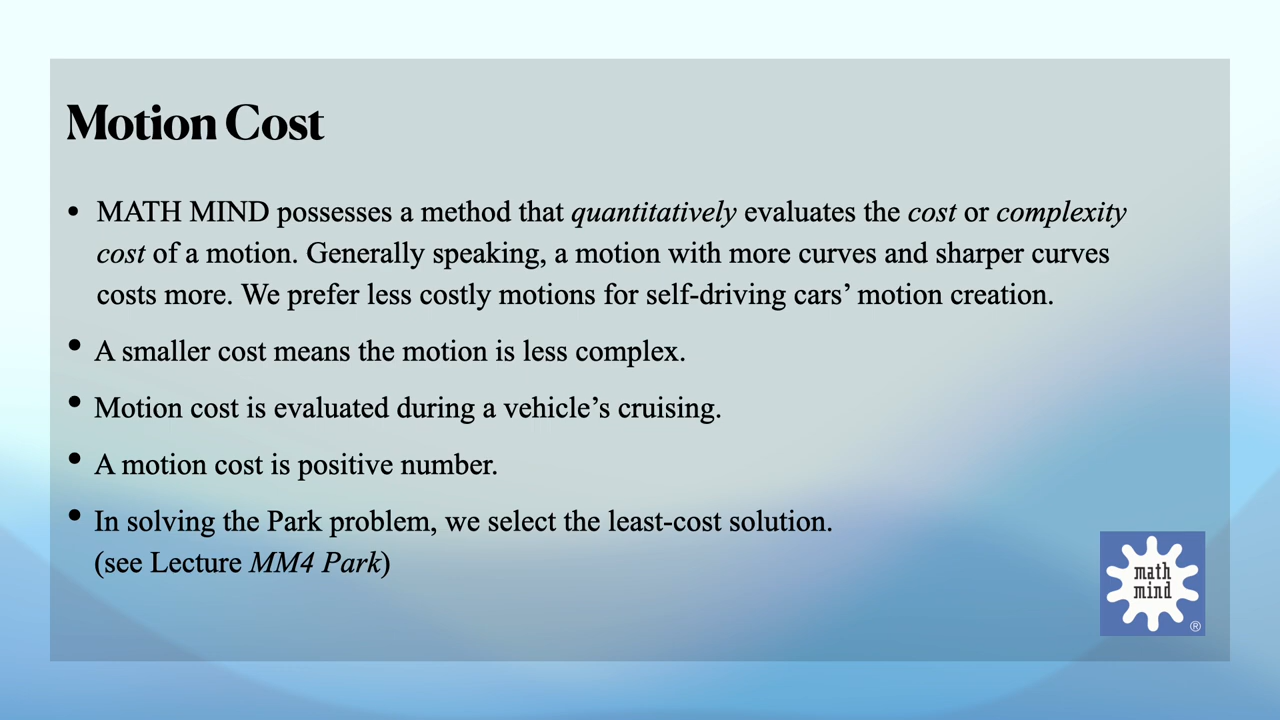 Motion Cost
• MATH MIND possesses a method that quantitatively evaluates the cost or complexity
cost of a motion. Generally speaking, a motion with more curves and sharper curves
costs more. We prefer less costly motions for self-driving cars’ motion creation.
• A smaller cost means the motion is less complex.
• Motion cost is evaluated during a vehicle’s cruising.
• A motion cost is positive number.
• In solving the Park problem, we select the least-cost solution.
(see Lecture MM4 Park)
math
mind
®